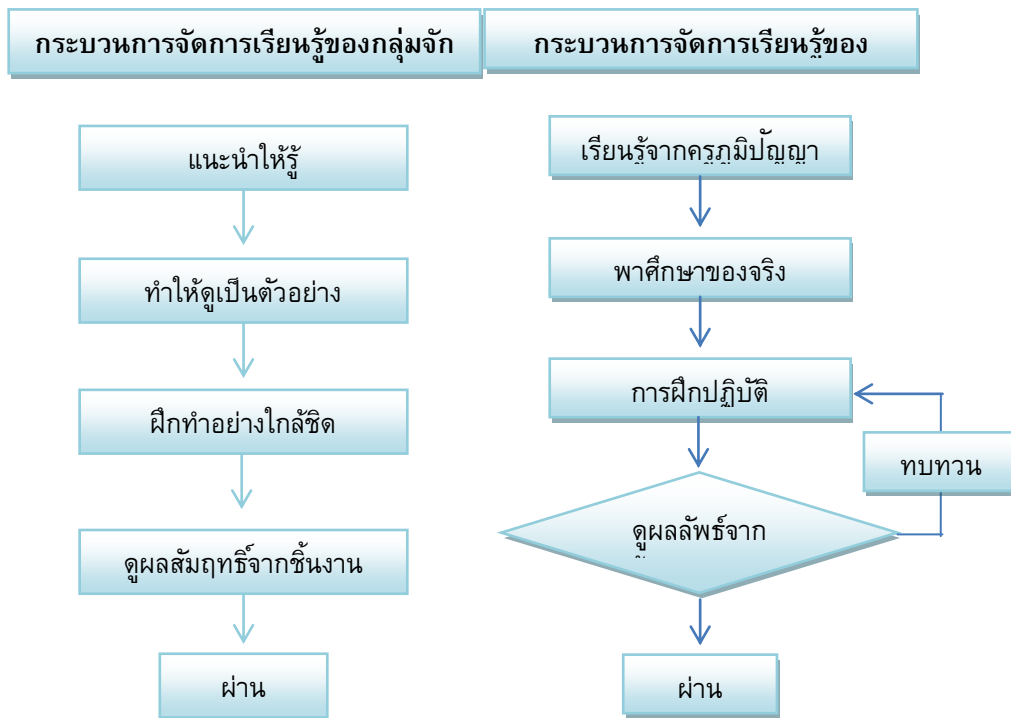 กระบวนการจัดการเรียนรู้ของกลุ่มจัก
แนะนำให้รู้
ทำให้ดูเป็นตัวอย่าง
ฝึกทำอย่างใกล้ชิด
ดูผลสัมฤทธิ์จากชิ้นงาน
ผ่าน
กระบวนการจัดการเรียนรู้ของ
เรียนรู้จากครูภูมิปัญญา
พาศึกษาของจริง
การฝึกปฏิบัติ
ทบทวน
ดูผลลัพธ์จาก
ผ่าน